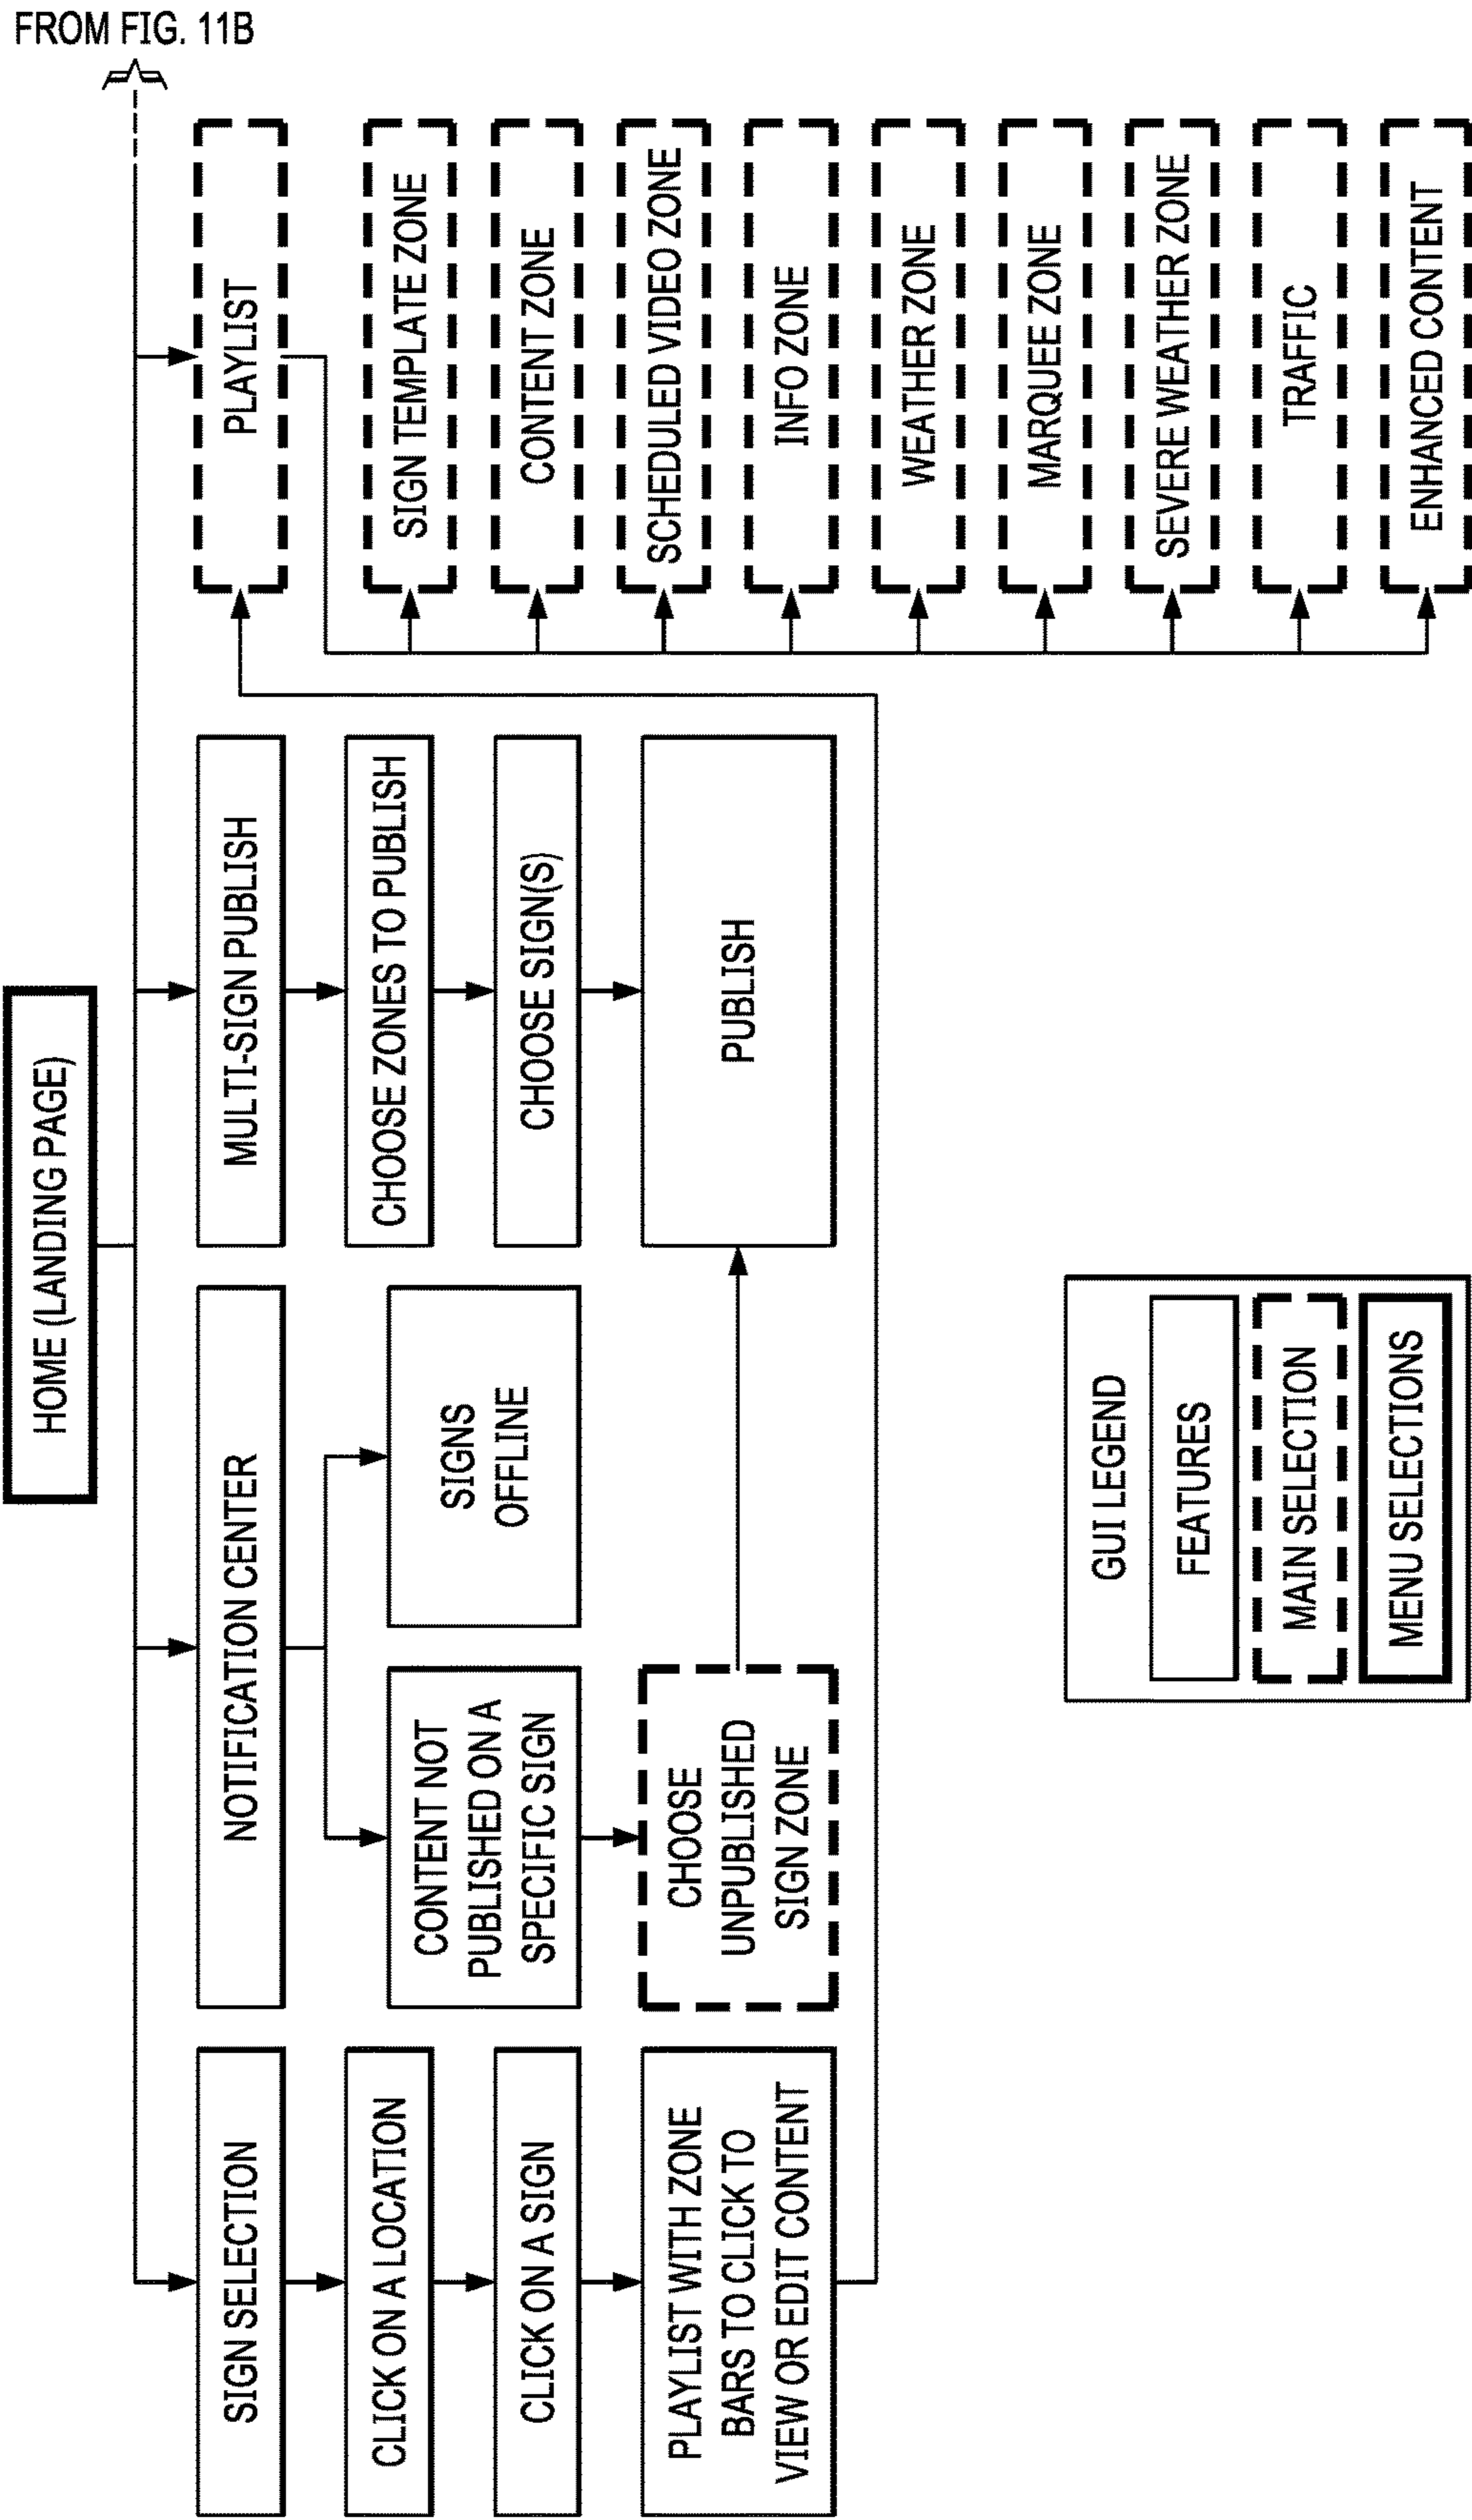 FROM FIG. 11B
HOME (LANDING PAGE)
SIGN SELECTION
CLICK ON A LOCATION
CLICK ON A SIGN
PLAYLIST WITH ZONE
BARS TO CLICK TO
VIEW OR EDIT CONTENT
NOTIFICATION CENTER
CONTENT NOT
PUBLISHED ON A
SPECIFIC SIGN
CHOOSE
UNPUBLISHED
SIGN ZONE
SIGNS
OFFLINE
MULTI-SIGN PUBLISH
CHOOSE ZONES TO PUBLISH
CHOOSE SIGN(S)
PUBLISH
PLAYLIST
SIGN TEMPLATE ZONE
CONTENT ZONE
SCHEDULED VIDEO ZONE
INFO ZONE
WEATHER ZONE
MARQUEE ZONE
SEVERE WEATHER ZONE
TRAFFIC
ENHANCED CONTENT
GUI LEGEND
FEATURES
MAIN SELECTION
MENU SELECTIONS